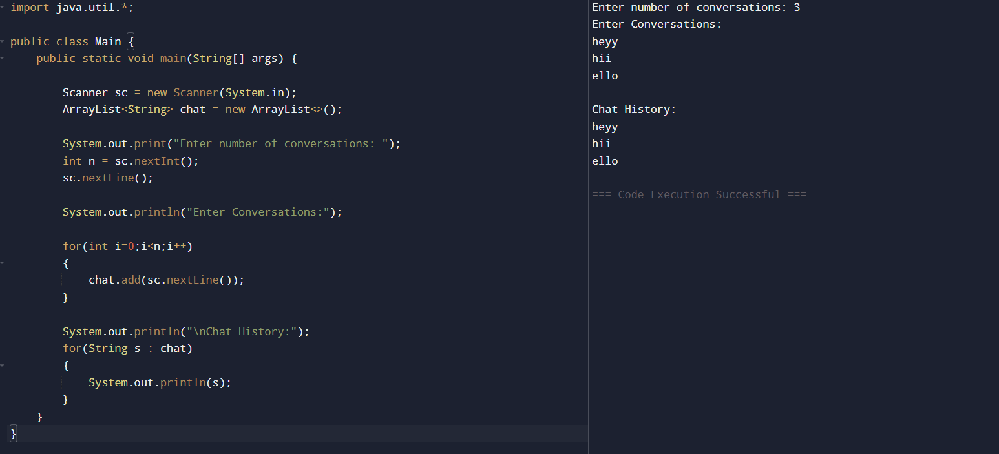 import java.util.*;
public class Main {
    public static void main(String[] args) {
        Scanner sc = new Scanner(System.in);
        ArrayList<String> chat = new ArrayList<>();
        System.out.print("Enter number of conversations: ");
        int n = sc.nextInt();
        sc.nextLine();
        System.out.println("Enter Conversations:");
        for(int i=0;i<n;i++)
        {
            chat.add(sc.nextLine());
        }
        System.out.println("\nChat History:");
        for(String s : chat)
        {
            System.out.println(s);
        }
    }
}
Enter number of conversations: 3
Enter Conversations:
heyy
hii
ello
Chat History:
heyy
hii
ello
=== Code Execution Successful ===